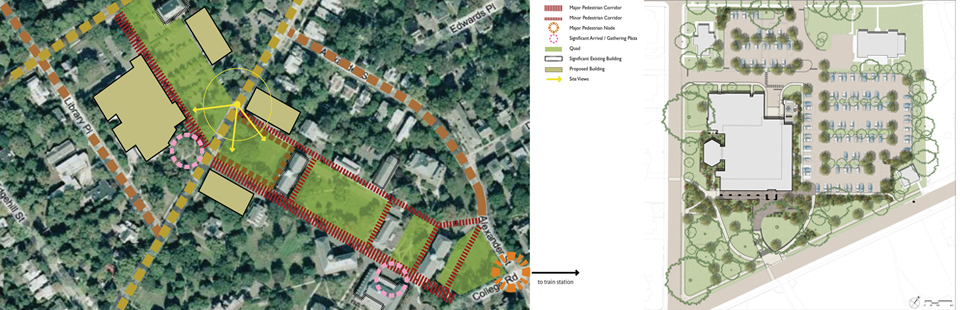 Edwards Pl
Library Pl
Alexander
College Rd
to train station
Major Pedestrian Corridor
Minor Pedestrian Corridor
Major Pedestrian Node
Significant Arrival / Gathering Plaza
Quad
Significant Existing Building
Proposed Building
Site Views